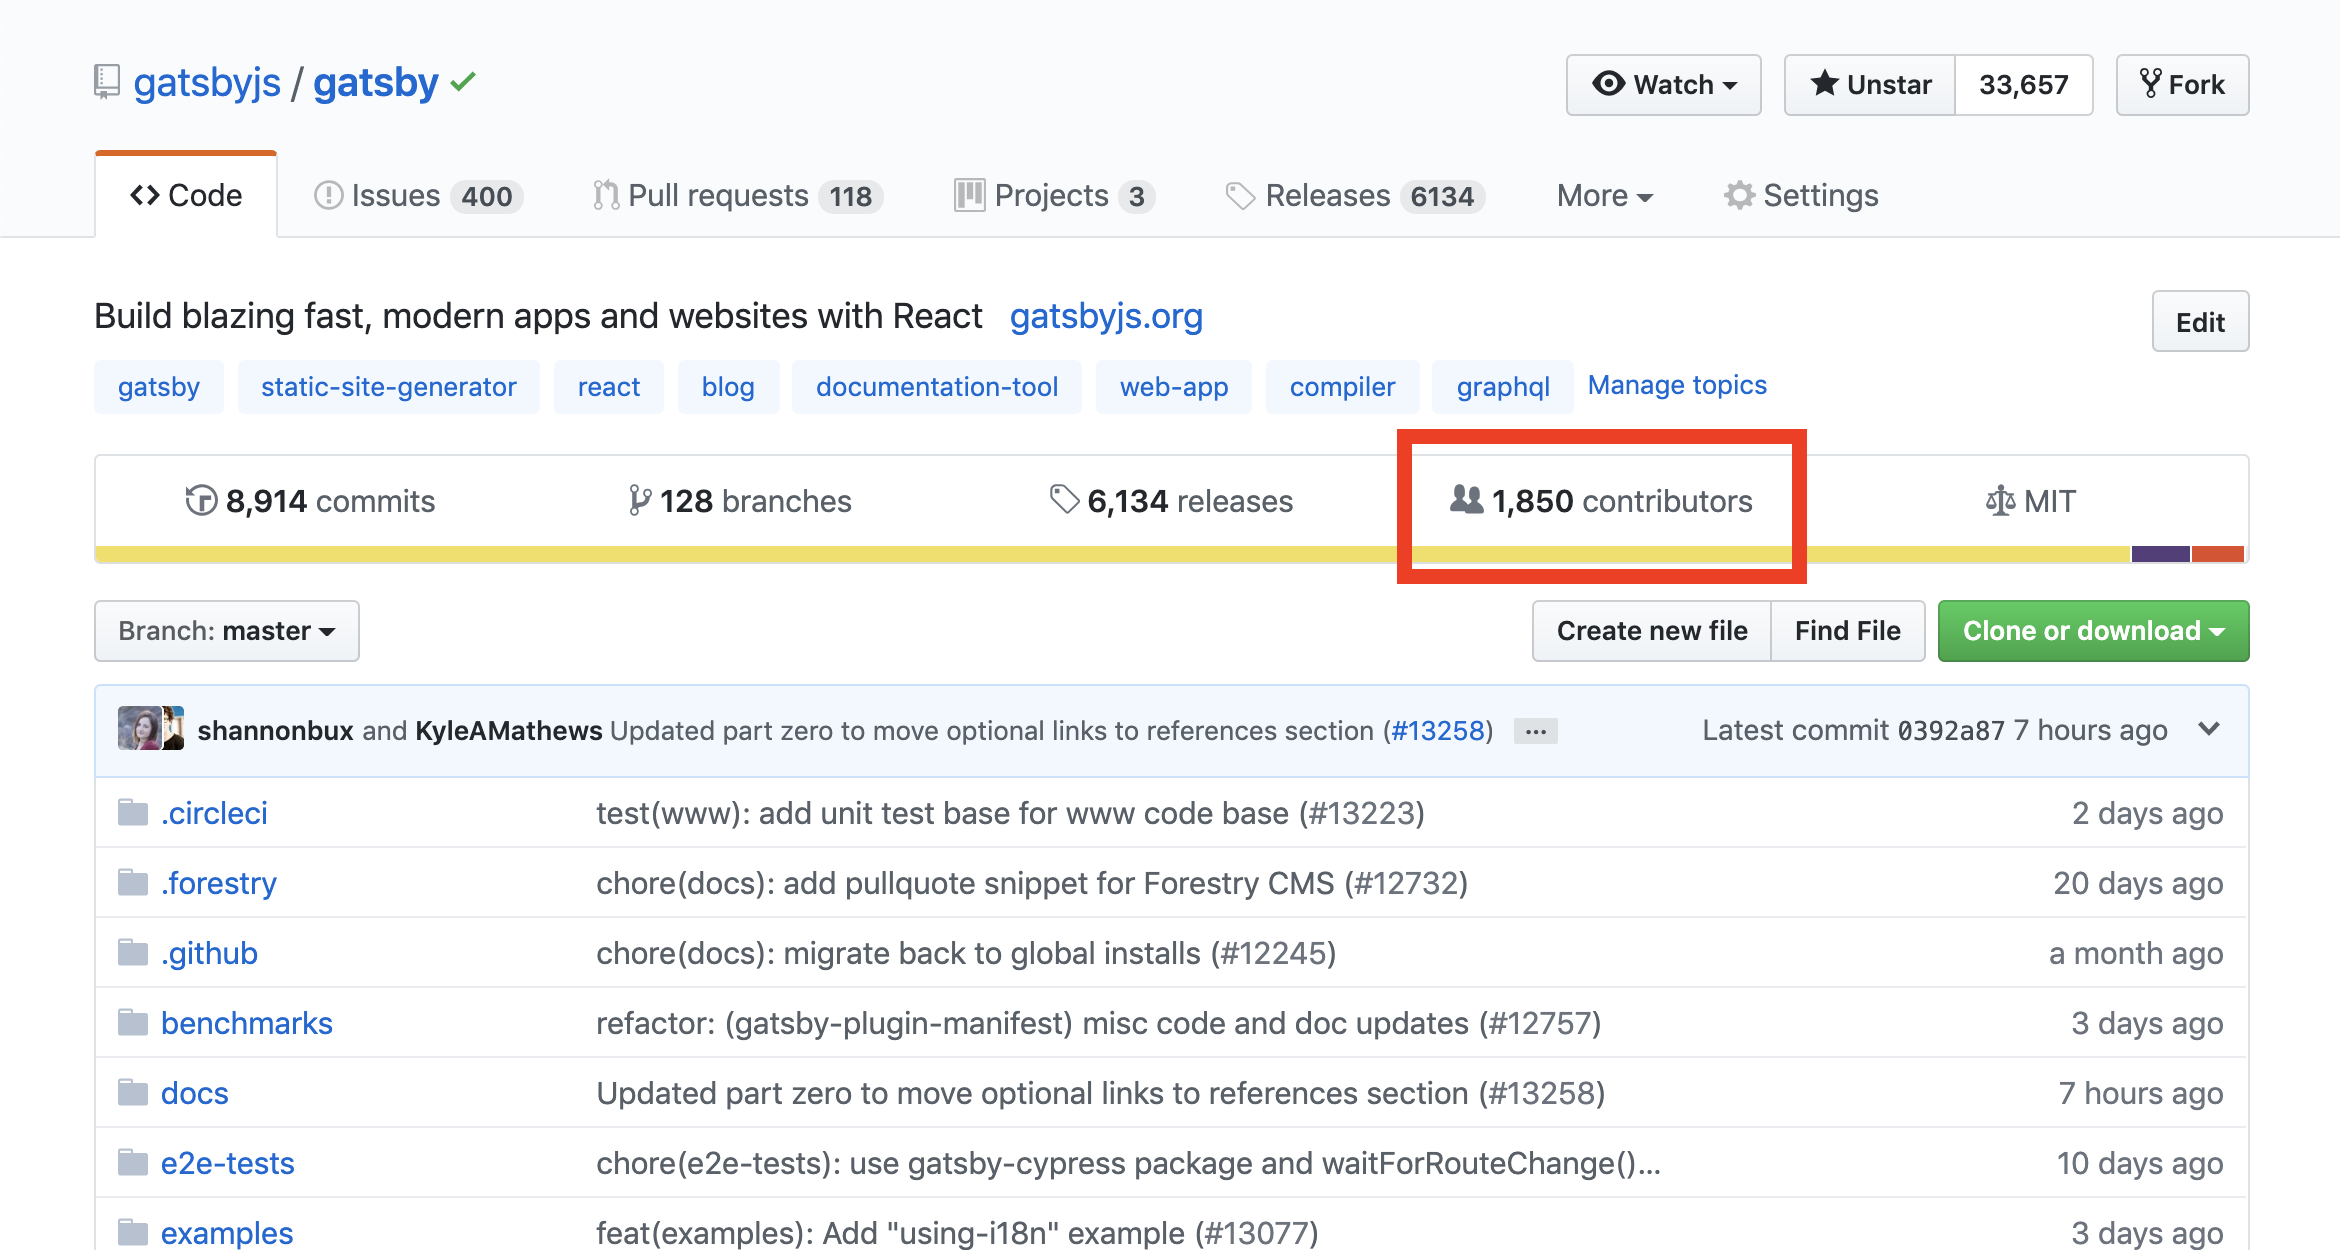 gatsbyjs / gatsby
Watch Unstar 33,657 Fork
Code Issues 400 Pull requests 118 Projects 3 Releases 6134 More Settings
Build blazing fast, modern apps and websites with React gatsbyjs.org
Edit
gatsby static-site-generator react blog documentation-tool web-app compiler graphql Manage topics
8,914 commits 128 branches 6,134 releases 1,850 contributors MIT
Branch: master Create new file Find File Clone or download
shannonbux and KyleAMathews Updated part zero to move optional links to references section (#13258) ... Latest commit 0392a87 7 hours ago
.circleci test(www): add unit test base for www code base (#13223) 2 days ago
.forestry chore(docs): add pullquote snippet for Forestry CMS (#12732) 20 days ago
.github chore(docs): migrate back to global installs (#12245) a month ago
benchmarks refactor: (gatsby-plugin-manifest) misc code and doc updates (#12757) 3 days ago
docs Updated part zero to move optional links to references section (#13258) 7 hours ago
e2e-tests chore(e2e-tests): use gatsby-cypress package and waitForRouteChange()... 10 days ago
examples feat(examples): Add "using-i18n" example (#13077) 3 days ago